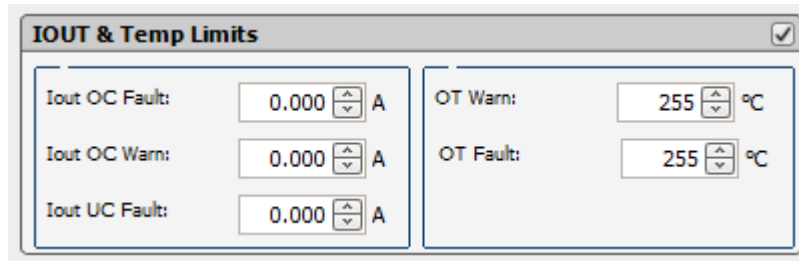 IOUT & Temp Limits
Iout OC Fault: 0.000 A
Iout OC Warn: 0.000 A
Iout UC Fault: 0.000 A
OT Warn: 255 ºC
OT Fault: 255 ºC